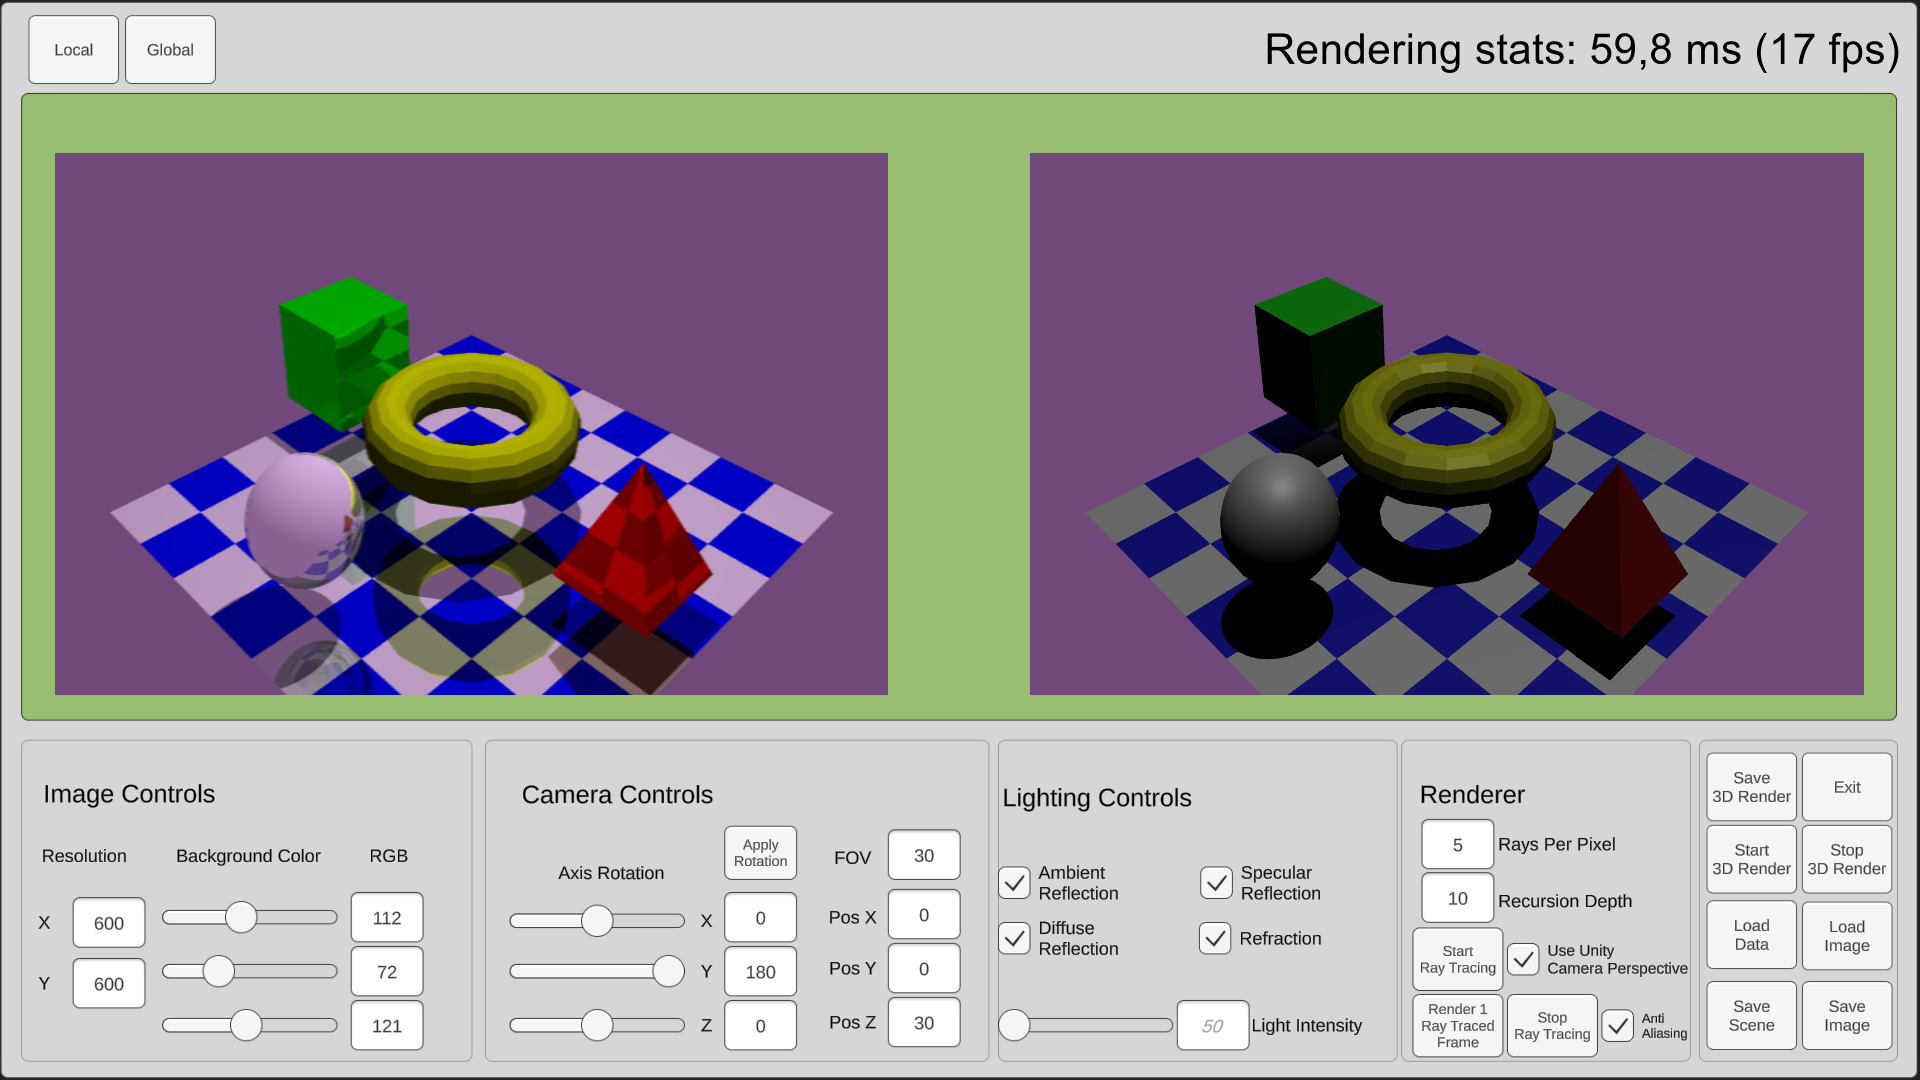 Local
Global
Rendering stats: 59,8 ms (17 fps)
Image Controls
Resolution
Background Color
RGB
X
600
112
Y
600
72
121
Camera Controls
Axis Rotation
Apply
Rotation
FOV
30
X
0
Pos X
0
Y
180
Pos Y
0
Z
0
Pos Z
30
Lighting Controls
Ambient
Reflection
Specular
Reflection
Diffuse
Reflection
Refraction
50
Light Intensity
Renderer
5
Rays Per Pixel
10
Recursion Depth
Start
Ray Tracing
Use Unity
Camera Perspective
Render 1
Ray Traced
Frame
Stop
Ray Tracing
Anti
Aliasing
Save
3D Render
Exit
Start
3D Render
Stop
3D Render
Load
Data
Load
Image
Save
Scene
Save
Image